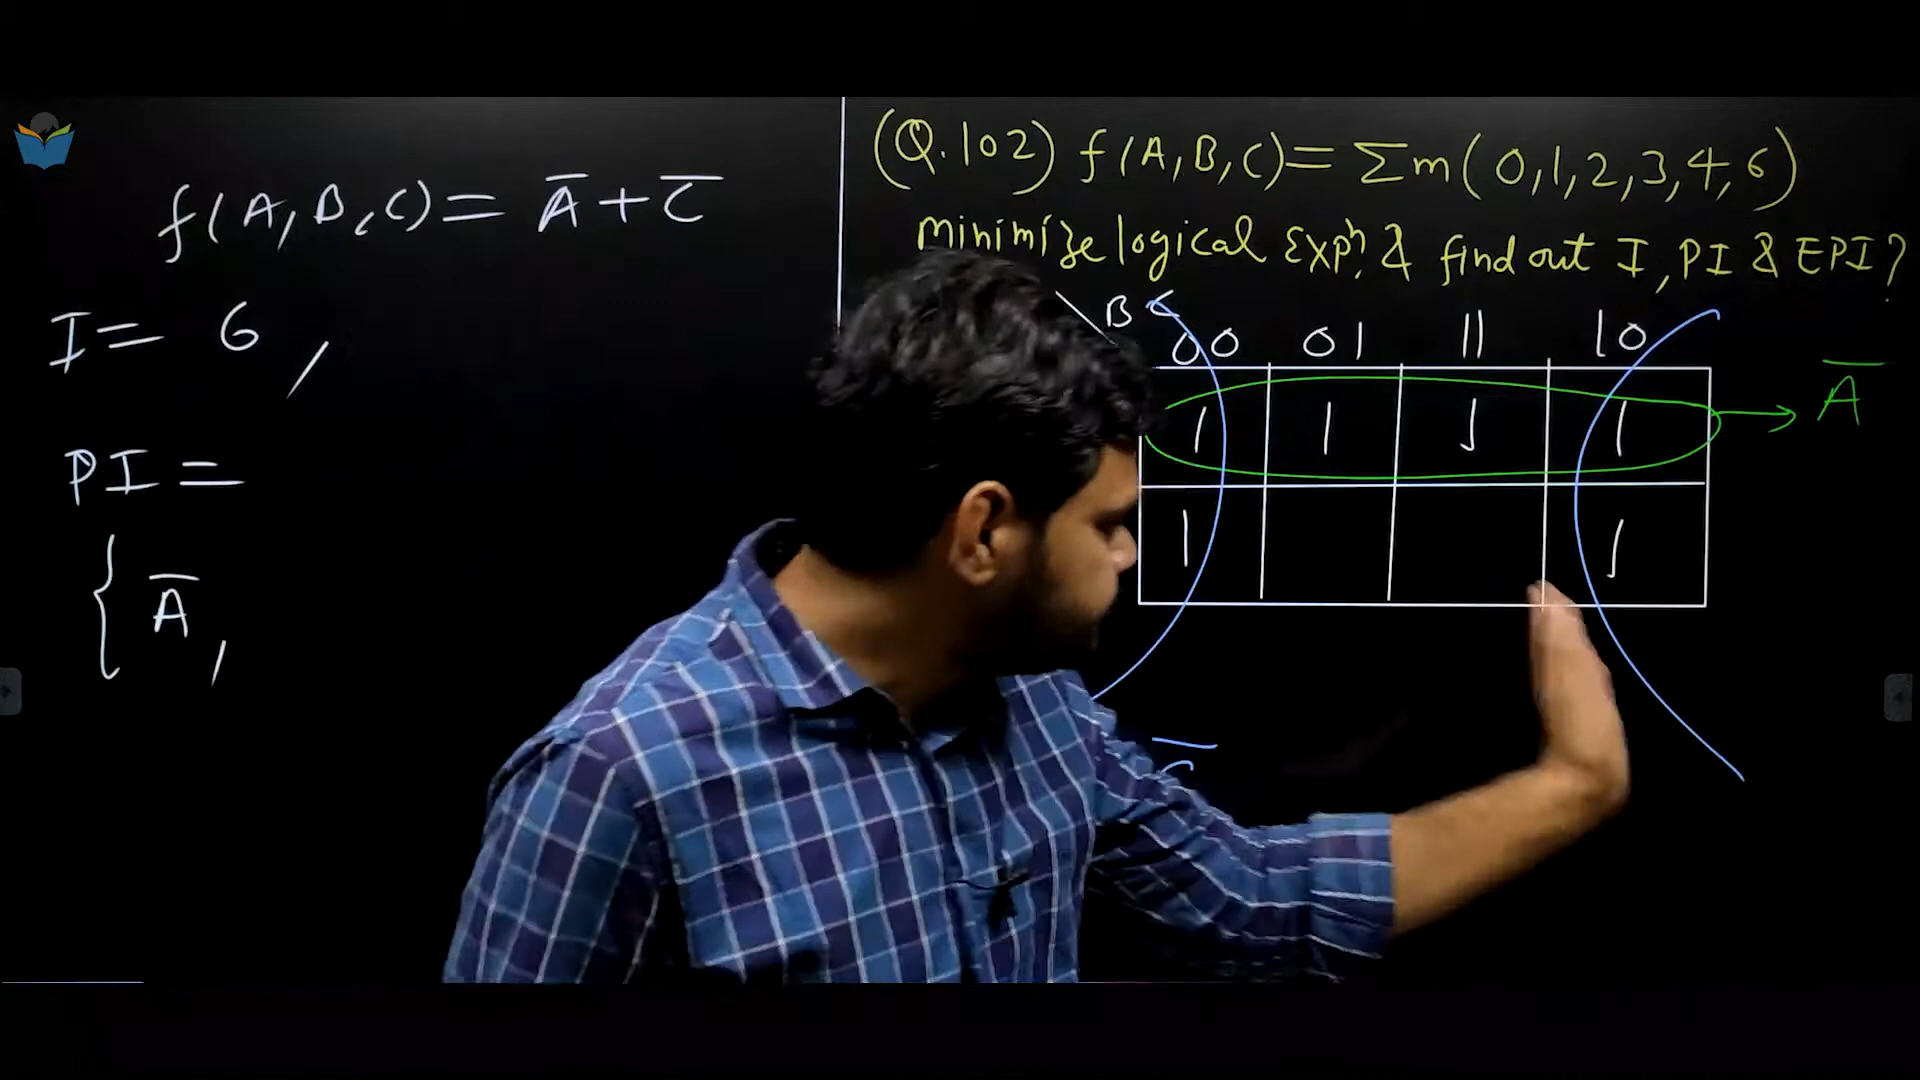 f(A,B,C) = A̅ + C̅
I = 6 ,
PI =
{ A̅ ,
(Q.102) f(A,B,C) = Σm(0,1,2,3,4,6)
minimize logical Expⁿ. & find out I, PI & EPI?
BC
00 01 11 10
1 1 1 1 → A̅
1 1
C̅